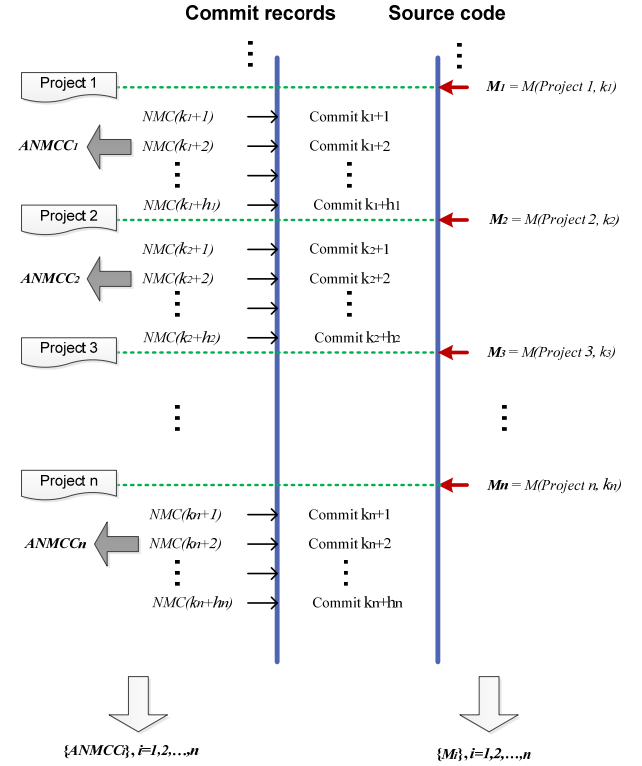 Commit records Source code
Project 1 M1 = M(Project 1, k1)
NMC(k1+1) Commit k1+1
ANMCC1 NMC(k1+2) Commit k1+2
NMC(k1+h1) Commit k1+h1
Project 2 M2 = M(Project 2, k2)
NMC(k2+1) Commit k2+1
ANMCC2 NMC(k2+2) Commit k2+2
NMC(k2+h2) Commit k2+h2
Project 3 M3 = M(Project 3, k3)
Project n Mn = M(Project n, kn)
NMC(kn+1) Commit kn+1
ANMCCn NMC(kn+2) Commit kn+2
NMC(kn+hn) Commit kn+hn
{ANMCCi}, i=1,2,…,n {Mi}, i=1,2,…,n